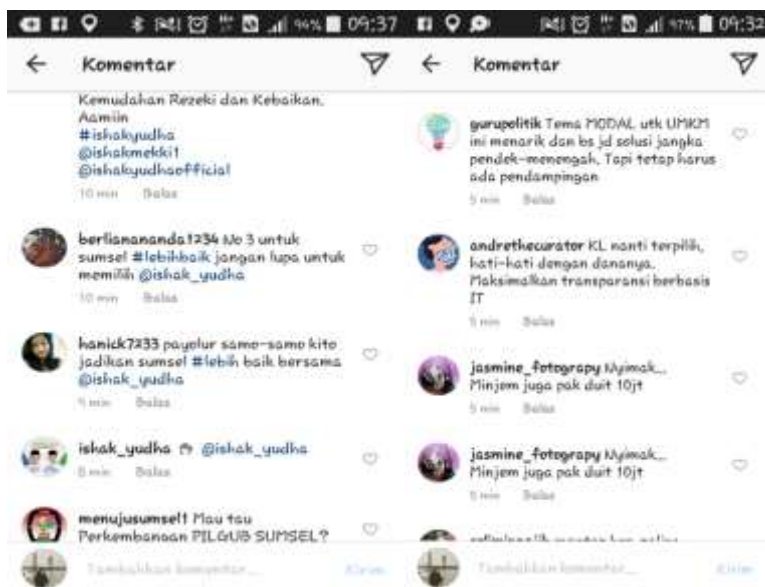 94% 09:37
Komentar
Kemudahan Rezeki dan Kebaikan.
Aamiin
#ishakyudha
@ishakmekki1
@ishakyudhaofficial
10 min Balas
berliamananda1234 No 3 untuk
sumsel #lebihbaik jangan lupa untuk
memilih @ishak_yudha
10 min Balas
hanick7233 payolur samo-samo kito
jadikan sumsel #lebih baik bersama
@ishak_yudha
9 min Balas
ishak_yudha @ishak_yudha
8 min Balas
menujusumsel1 Mau tau
Perkembangan PILGUB SUMSEL?
Tambahkan komentar... Kirim
97% 09:32
Komentar
gurupolitik Tema MODAL utk UMKM
ini menarik dan bs jd solusi jangka
pendek-menengah. Tapi tetap harus
ada pendampingan
5 min Balas
andrethecurator KL nanti terpilih,
hati-hati dengan dananya.
Maksimalkan transparansi berbasis
IT
5 min Balas
jasmine_fotograpy Nyimak...
Minjem juga pak duit 10jt
5 min Balas
jasmine_fotograpy Nyimak...
Minjem juga pak duit 10jt
5 min Balas
Tambahkan komentar... Kirim